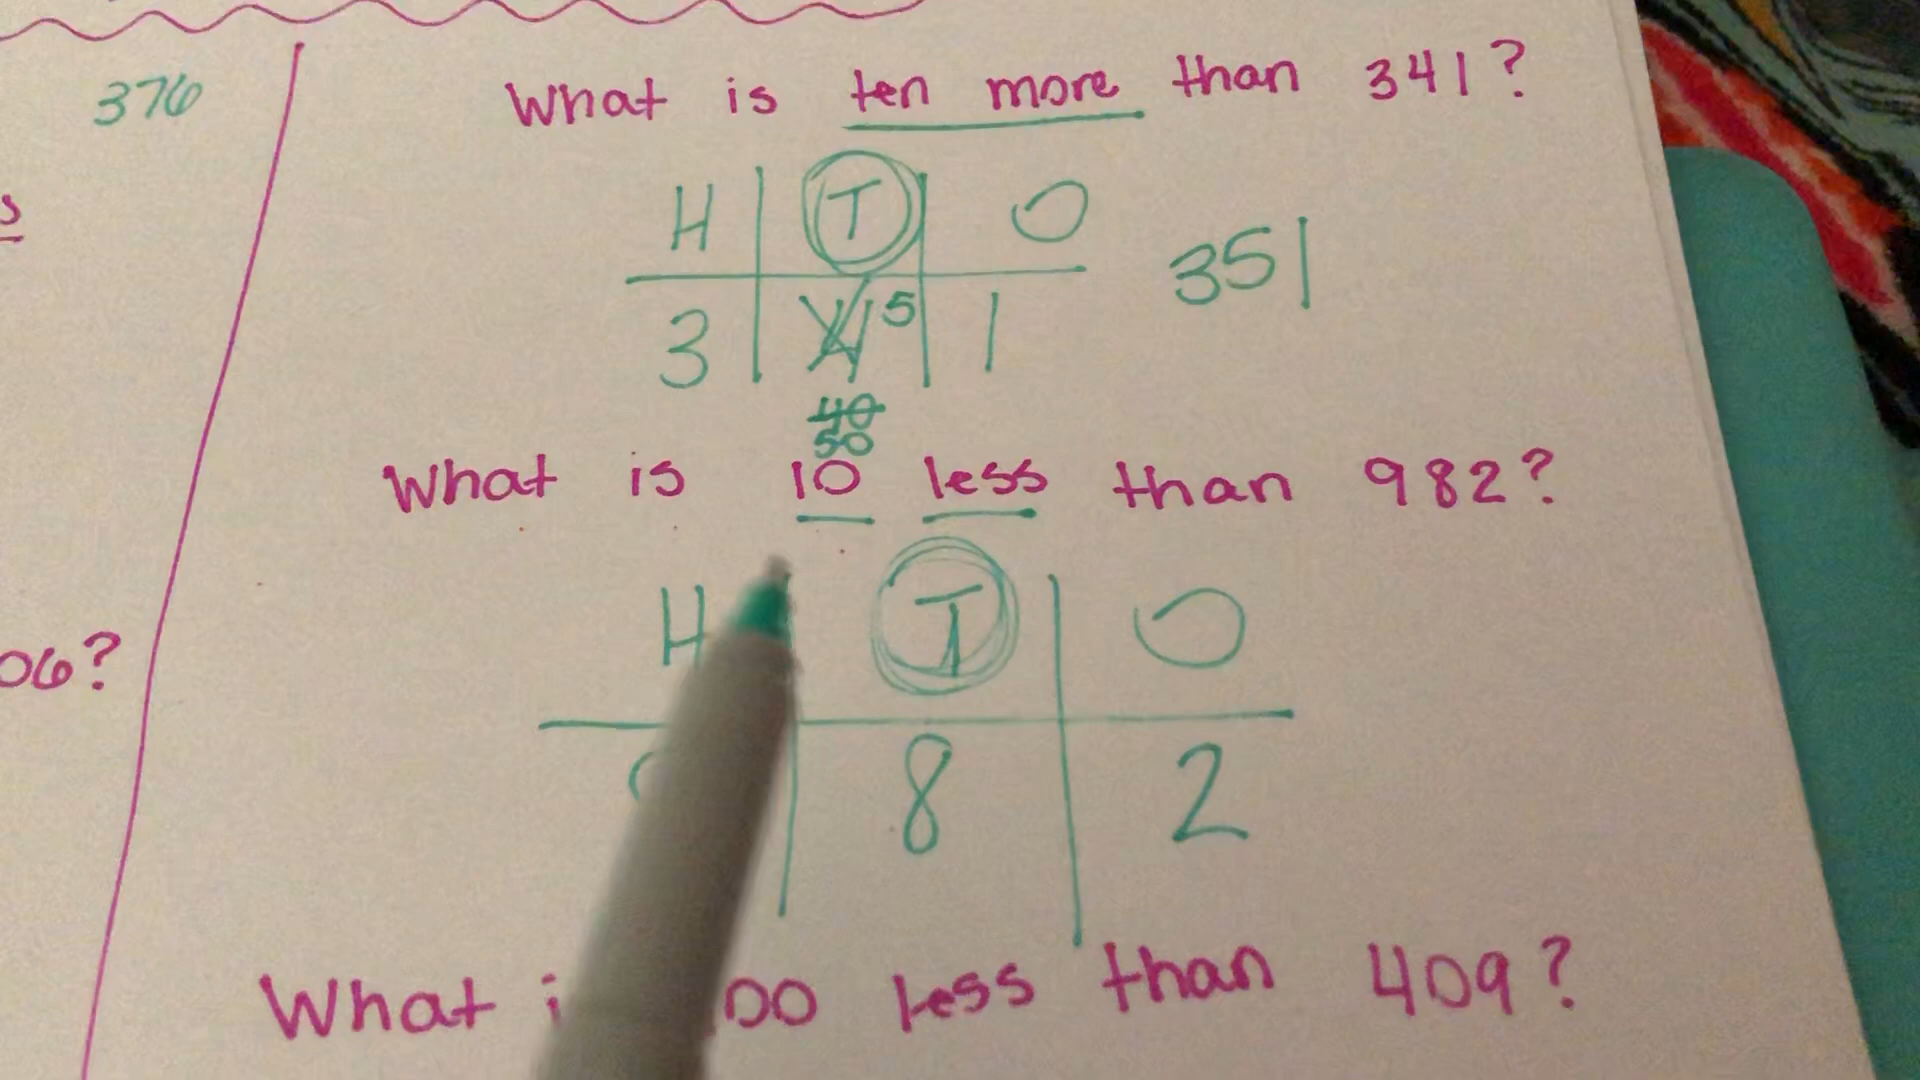 376
s
06?
What is ten more than 341?
H T O
3 4 5 1
351
40
50
What is 10 less than 982?
H T O
8 2
What i 00 less than 409?